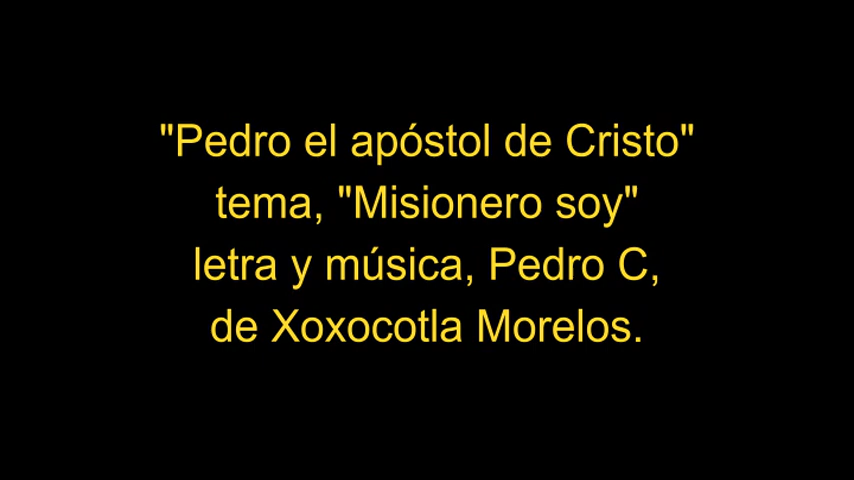 "Pedro el apóstol de Cristo"
tema, "Misionero soy"
letra y música, Pedro C,
de Xoxocotla Morelos.